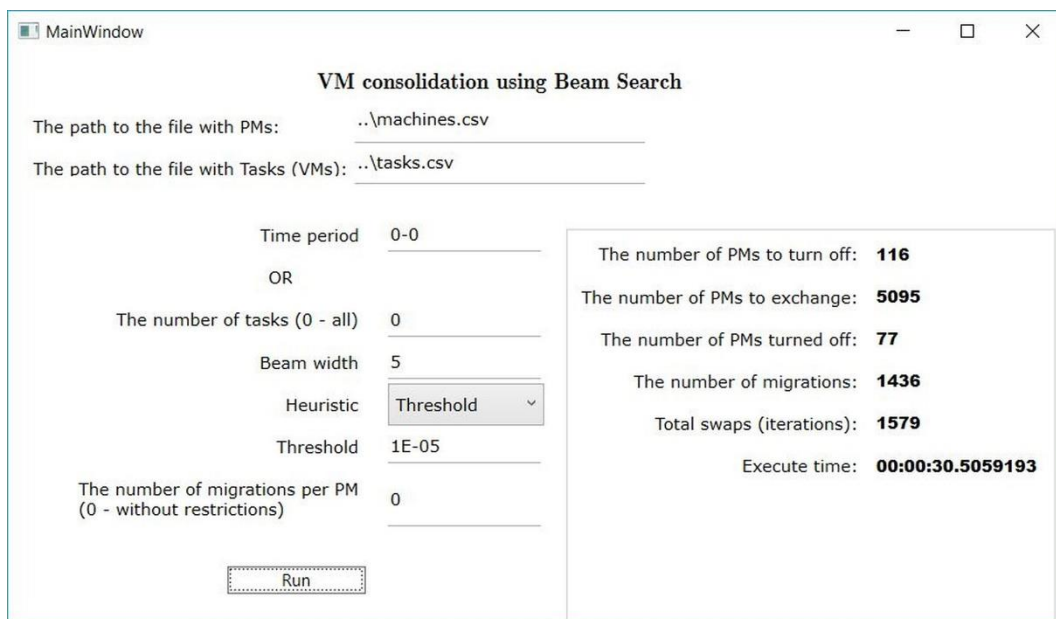 MainWindow
VM consolidation using Beam Search
The path to the file with PMs: ..\machines.csv
The path to the file with Tasks (VMs): ..\tasks.csv
Time period 0-0
OR
The number of tasks (0 - all) 0
Beam width 5
Heuristic Threshold
Threshold 1E-05
The number of migrations per PM
(0 - without restrictions) 0
Run
The number of PMs to turn off: 116
The number of PMs to exchange: 5095
The number of PMs turned off: 77
The number of migrations: 1436
Total swaps (iterations): 1579
Execute time: 00:00:30.5059193